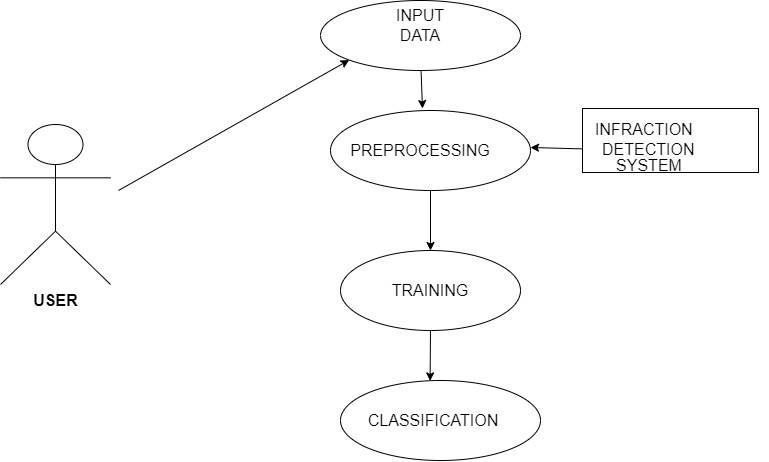 INPUT
DATA
PREPROCESSING
INFRACTION
DETECTION
SYSTEM
TRAINING
USER
CLASSIFICATION